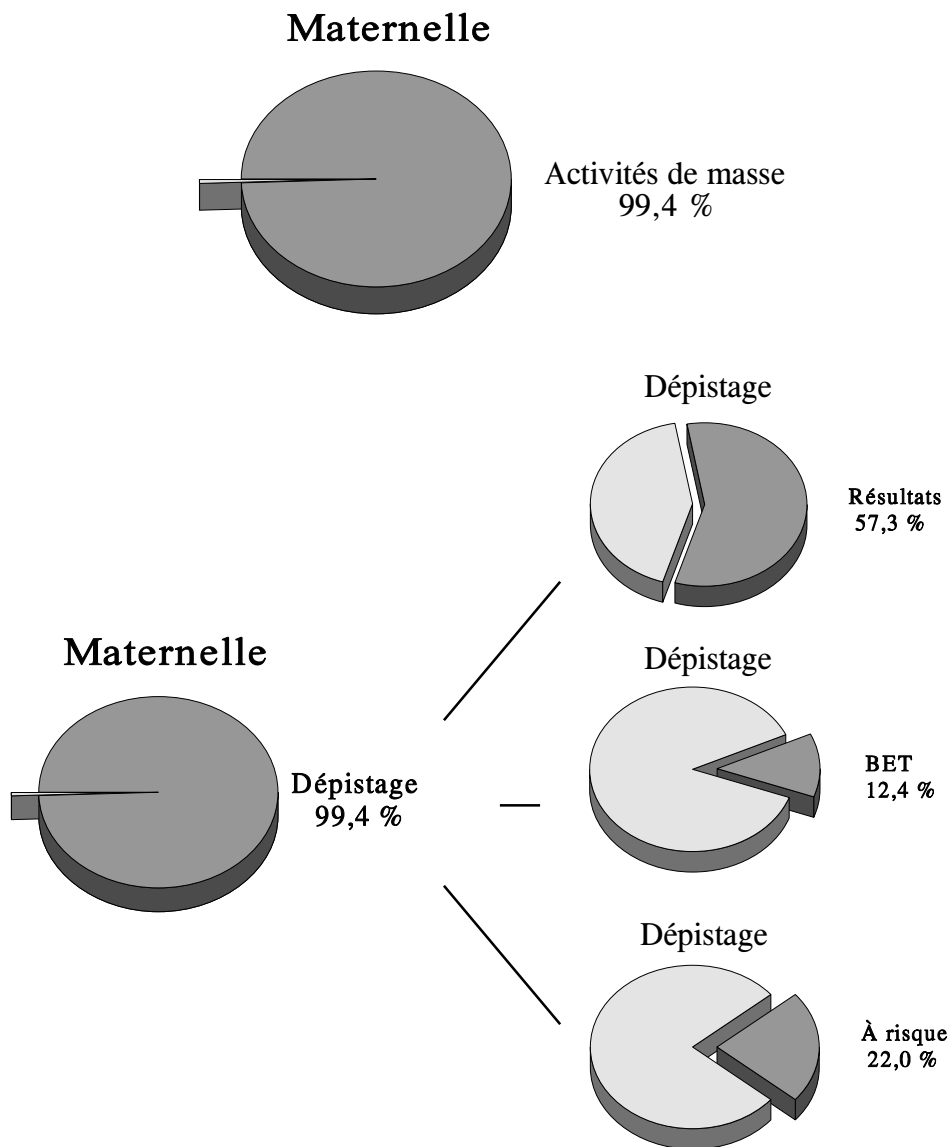 Maternelle
Activités de masse
99,4 %
Dépistage
Résultats
57,3 %
Maternelle
Dépistage
99,4 %
Dépistage
BET
12,4 %
Dépistage
À risque
22,0 %